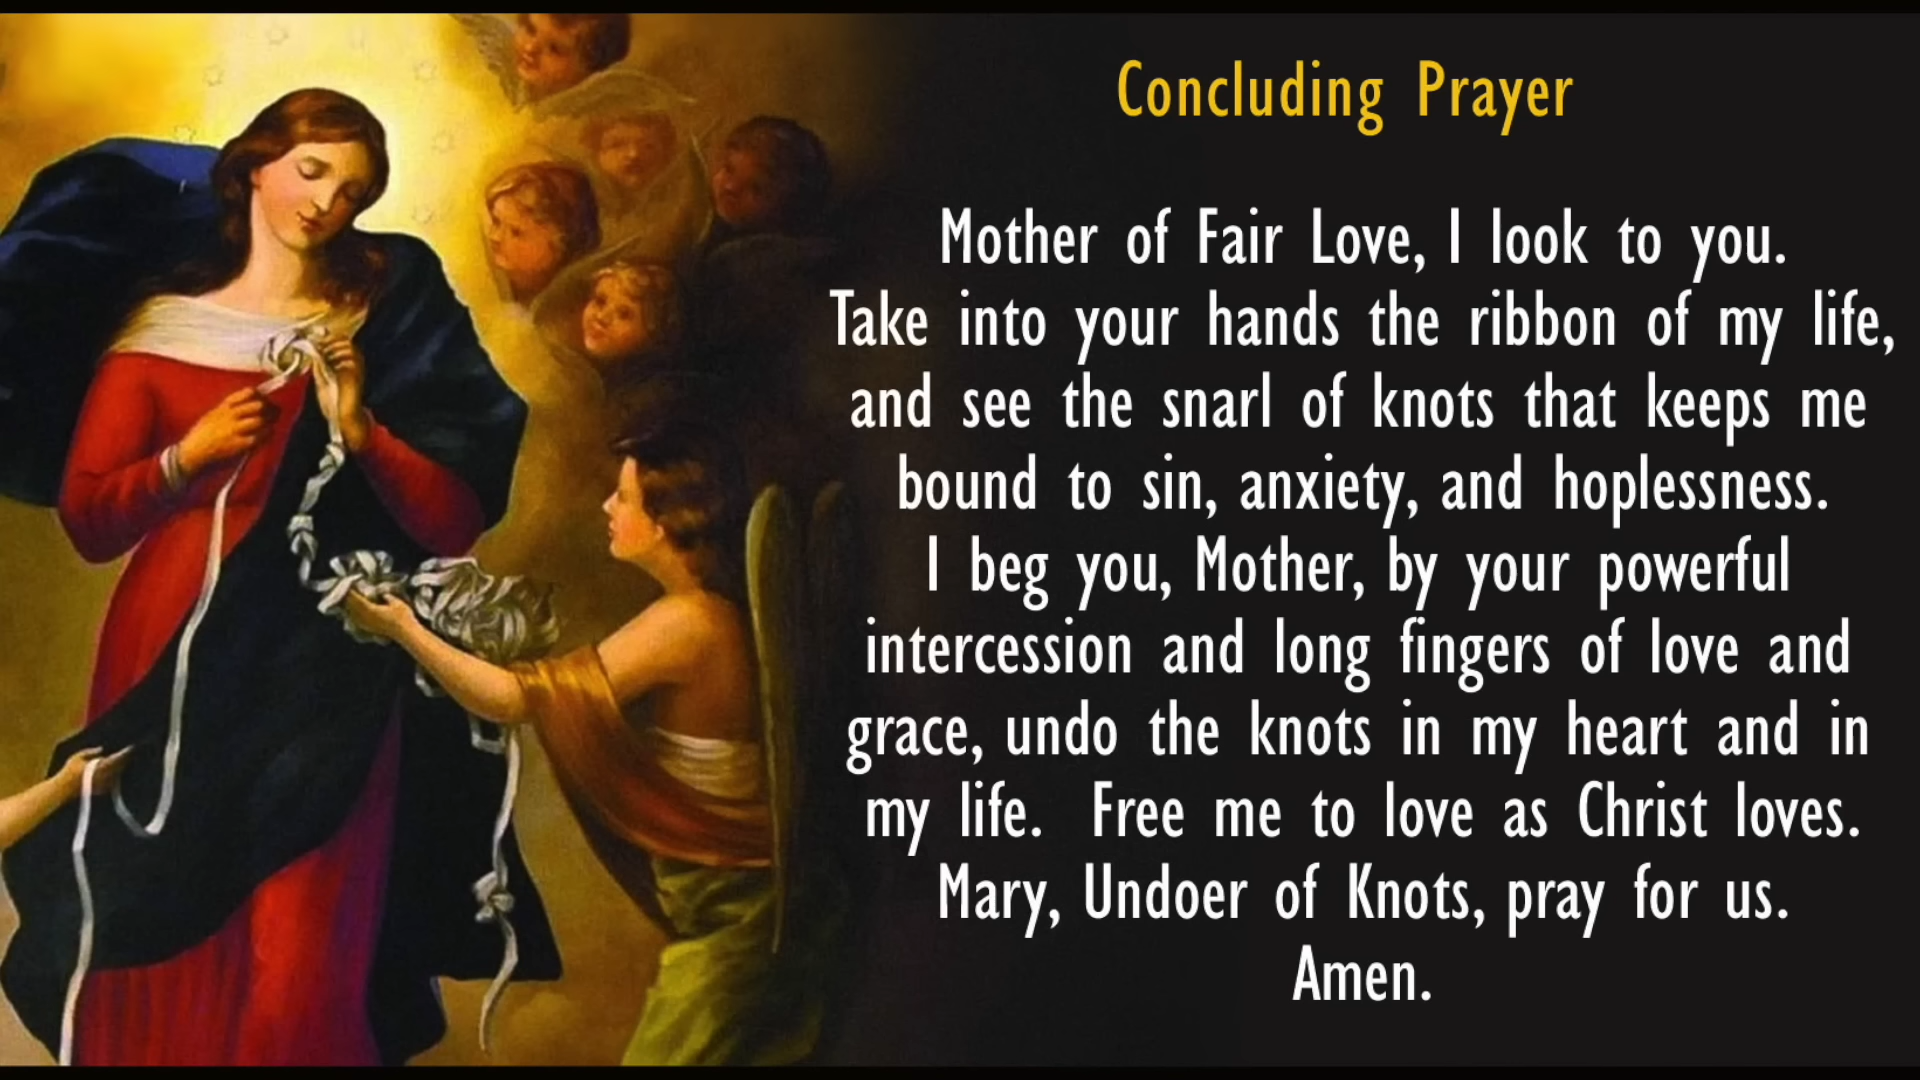 Concluding Prayer
Mother of Fair Love, I look to you.
Take into your hands the ribbon of my life,
and see the snarl of knots that keeps me
bound to sin, anxiety, and hoplessness.
I beg you, Mother, by your powerful
intercession and long fingers of love and
grace, undo the knots in my heart and in
my life. Free me to love as Christ loves.
Mary, Undoer of Knots, pray for us.
Amen.